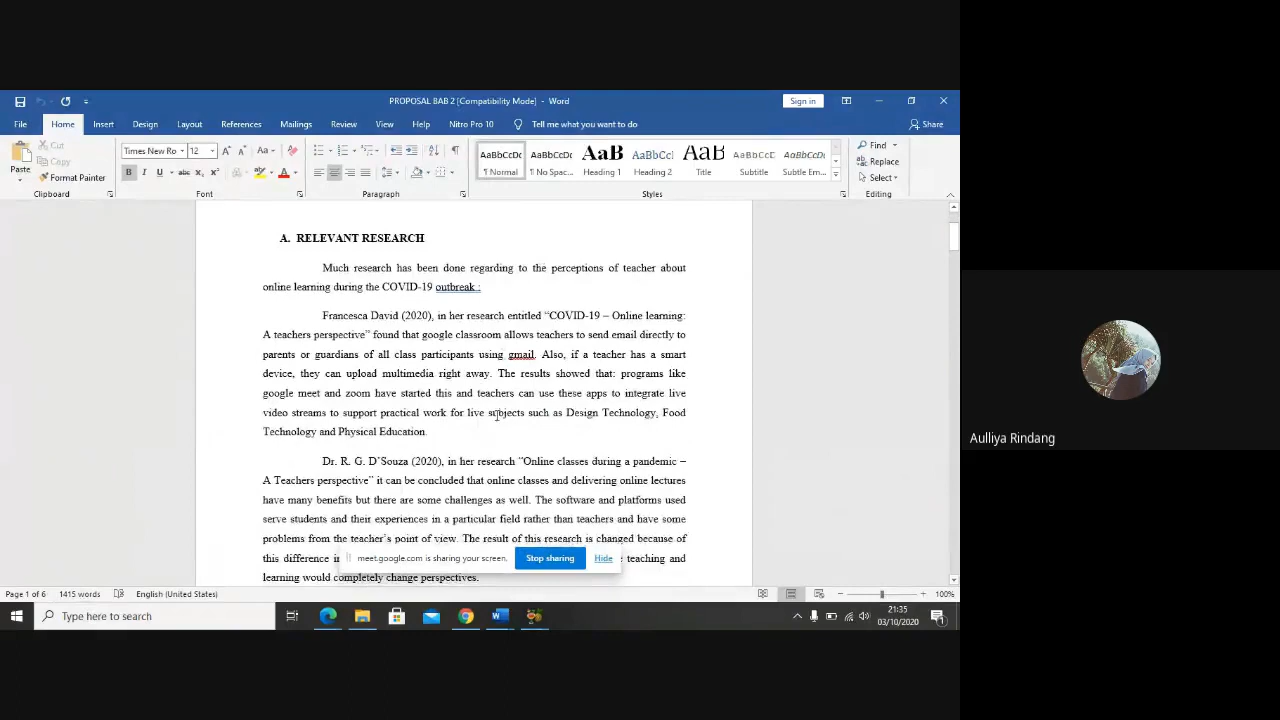 PROPOSAL BAB 2 [Compatibility Mode] - Word
Sign in
File Home Insert Design Layout References Mailings Review View Help Nitro Pro 10 Tell me what you want to do Share
Paste
Cut
Copy
Format Painter
Clipboard
Times New Ro 12
Font
Paragraph
AaBbCcDc AaBbCcDc AaB AaBbCc AaB AaBbCcD AaBbCcD
¶ Normal ¶ No Spac... Heading 1 Heading 2 Title Subtitle Subtle Em...
Styles
Find
Replace
Select
Editing
A. RELEVANT RESEARCH
Much research has been done regarding to the perceptions of teacher about
online learning during the COVID-19 outbreak :
Francesca David (2020), in her research entitled “COVID-19 – Online learning:
A teachers perspective” found that google classroom allows teachers to send email directly to
parents or guardians of all class participants using gmail. Also, if a teacher has a smart
device, they can upload multimedia right away. The results showed that: programs like
google meet and zoom have started this and teachers can use these apps to integrate live
video streams to support practical work for live subjects such as Design Technology, Food
Technology and Physical Education.
Dr. R. G. D’Souza (2020), in her research “Online classes during a pandemic –
A Teachers perspective” it can be concluded that online classes and delivering online lectures
have many benefits but there are some challenges as well. The software and platforms used
serve students and their experiences in a particular field rather than teachers and have some
problems from the teacher’s point of view. The result of this research is changed because of
this difference teaching and
learning would completely change perspectives.
meet.google.com is sharing your screen. Stop sharing Hide
Page 1 of 6 1415 words English (United States) 100%
Type here to search
21:35
03/10/2020
Aulliya Rindang